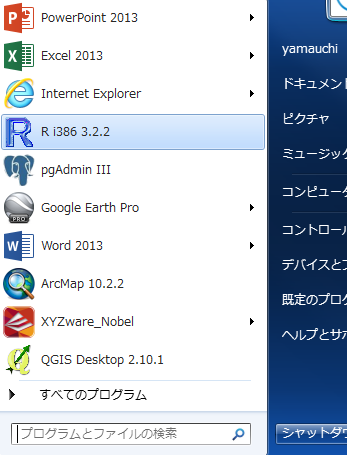 PowerPoint 2013
Excel 2013
Internet Explorer
R i386 3.2.2
pgAdmin III
Google Earth Pro
PRO
Word 2013
ArcMap 10.2.2
XYZware_Nobel
QGIS Desktop 2.10.1
すべてのプログラム
プログラムとファイルの検索
yamauchi
ドキュメント
ピクチャ
ミュージック
コンピュータ
コントロール
デバイスとプ
既定のプログ
ヘルプとサポ
シャットダウ